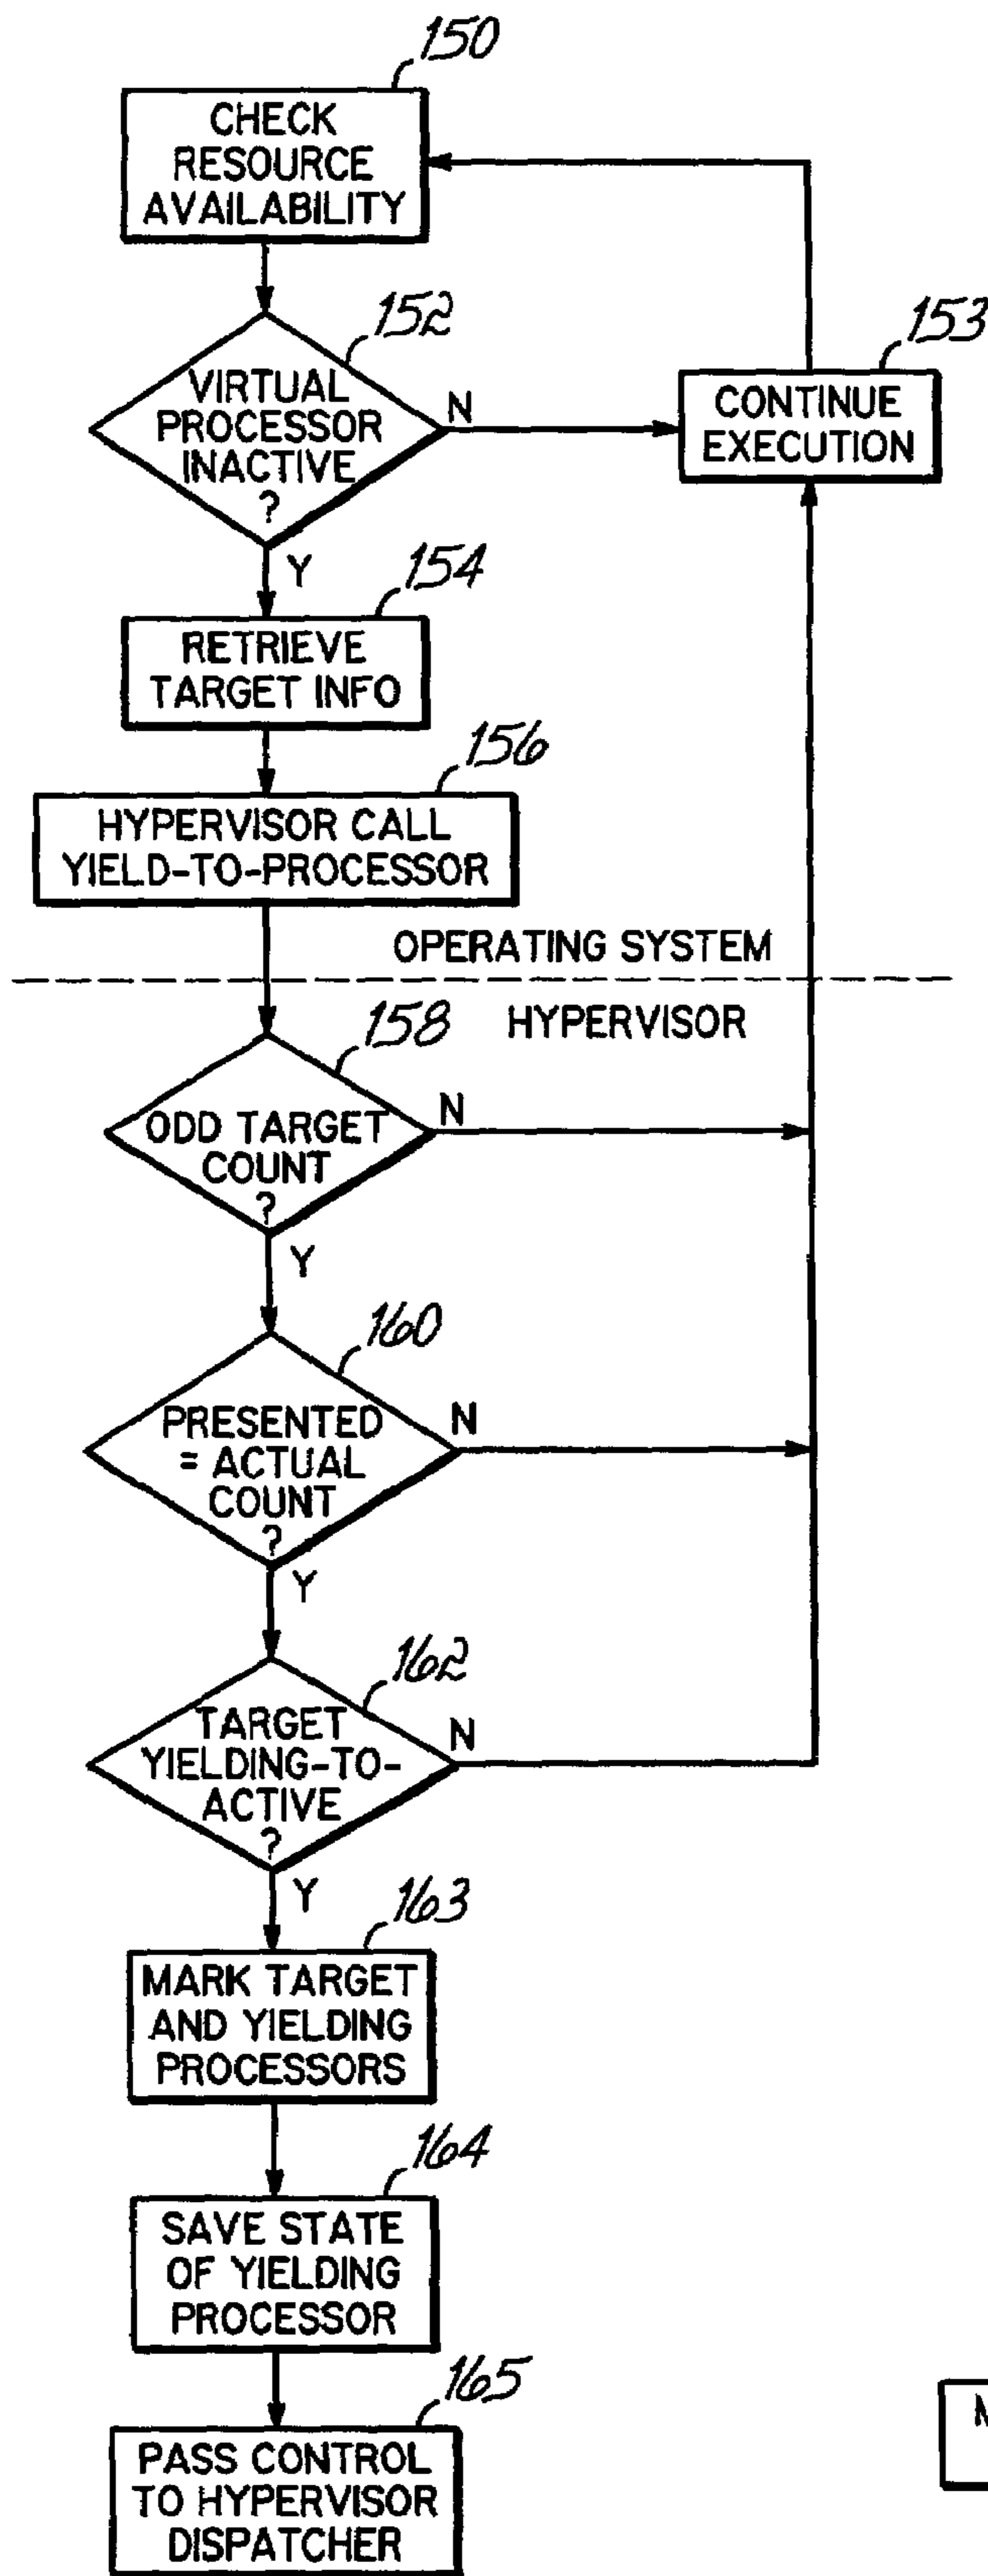 150
CHECK
RESOURCE
AVAILABILITY
152
VIRTUAL
PROCESSOR
INACTIVE
?
N
153
CONTINUE
EXECUTION
Y
154
RETRIEVE
TARGET INFO
156
HYPERVISOR CALL
YIELD-TO-PROCESSOR
OPERATING SYSTEM
HYPERVISOR
158
ODD TARGET
COUNT
?
N
Y
160
PRESENTED
= ACTUAL
COUNT
?
N
Y
162
TARGET
YIELDING-TO-
ACTIVE
?
N
Y
163
MARK TARGET
AND YIELDING
PROCESSORS
164
SAVE STATE
OF YIELDING
PROCESSOR
165
PASS CONTROL
TO HYPERVISOR
DISPATCHER